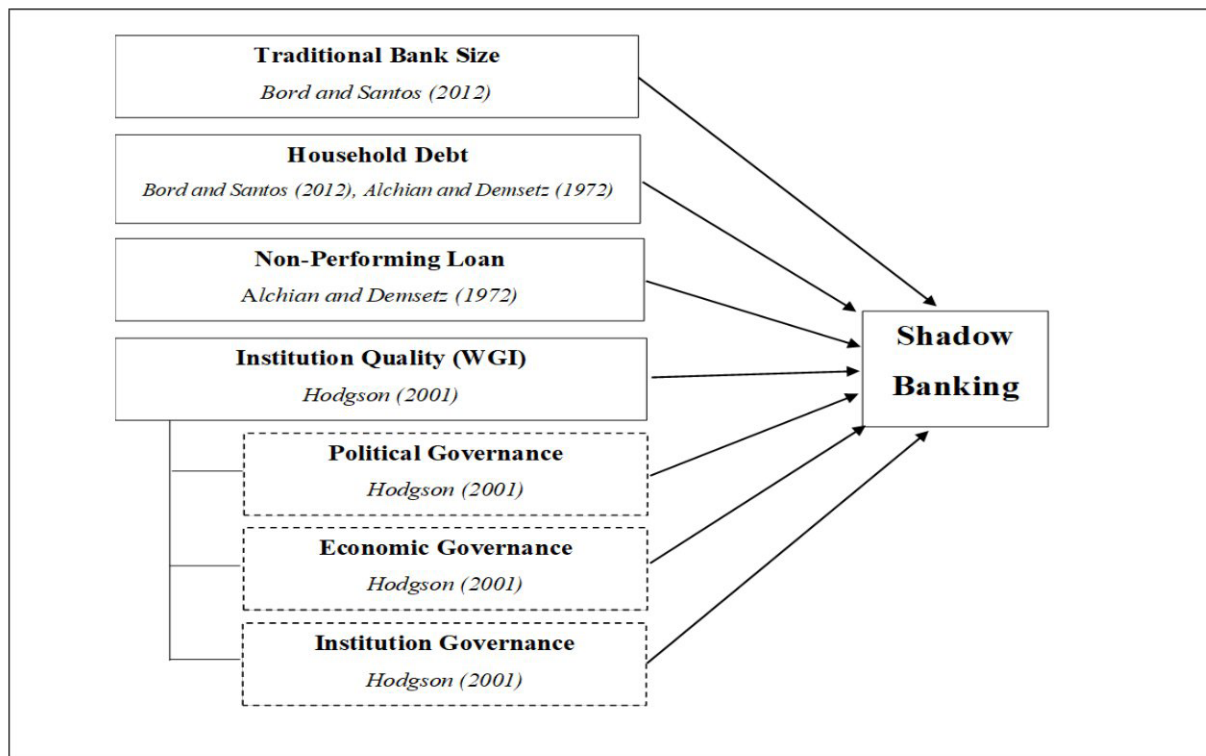 Traditional Bank Size
Bord and Santos (2012)
Household Debt
Bord and Santos (2012), Alchian and Demsetz (1972)
Non-Performing Loan
Alchian and Demsetz (1972)
Institution Quality (WGI)
Hodgson (2001)
Political Governance
Hodgson (2001)
Economic Governance
Hodgson (2001)
Institution Governance
Hodgson (2001)
Shadow
Banking